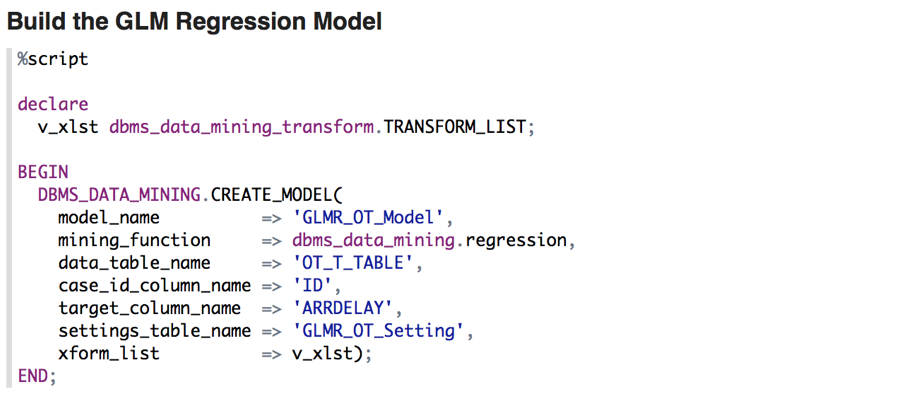 Build the GLM Regression Model
%script
declare
v_xlst dbms_data_mining_transform.TRANSFORM_LIST;
BEGIN
DBMS_DATA_MINING.CREATE_MODEL(
model_name => 'GLMR_OT_Model',
mining_function => dbms_data_mining.regression,
data_table_name => 'OT_T_TABLE',
case_id_column_name => 'ID',
target_column_name => 'ARRDELAY',
settings_table_name => 'GLMR_OT_Setting',
xform_list => v_xlst);
END;